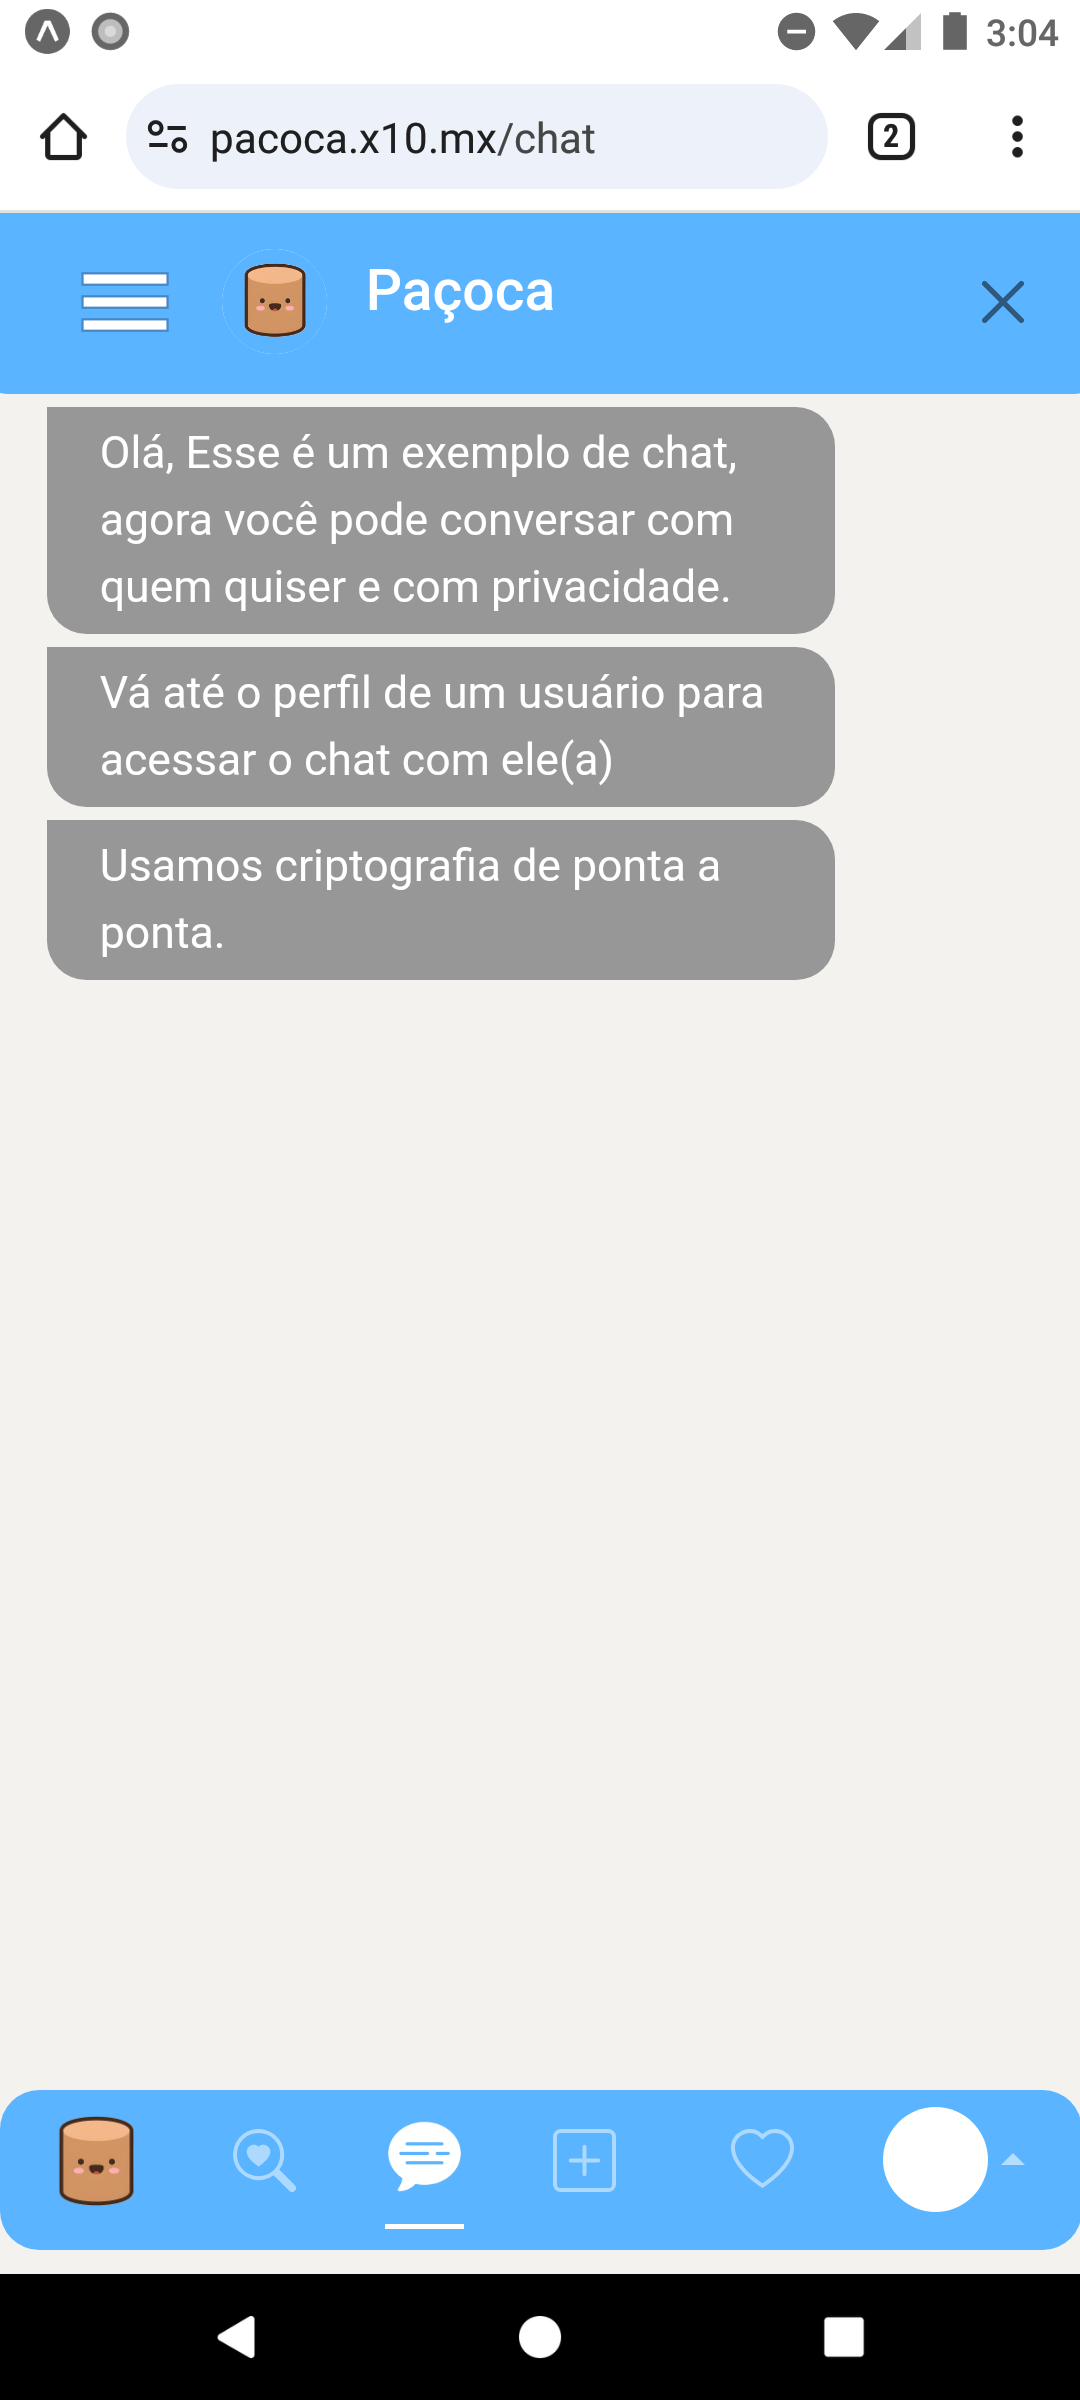 3:04
pacoca.x10.mx/chat
2
Paçoca
Olá, Esse é um exemplo de chat,
agora você pode conversar com
quem quiser e com privacidade.
Vá até o perfil de um usuário para
acessar o chat com ele(a)
Usamos criptografia de ponta a
ponta.